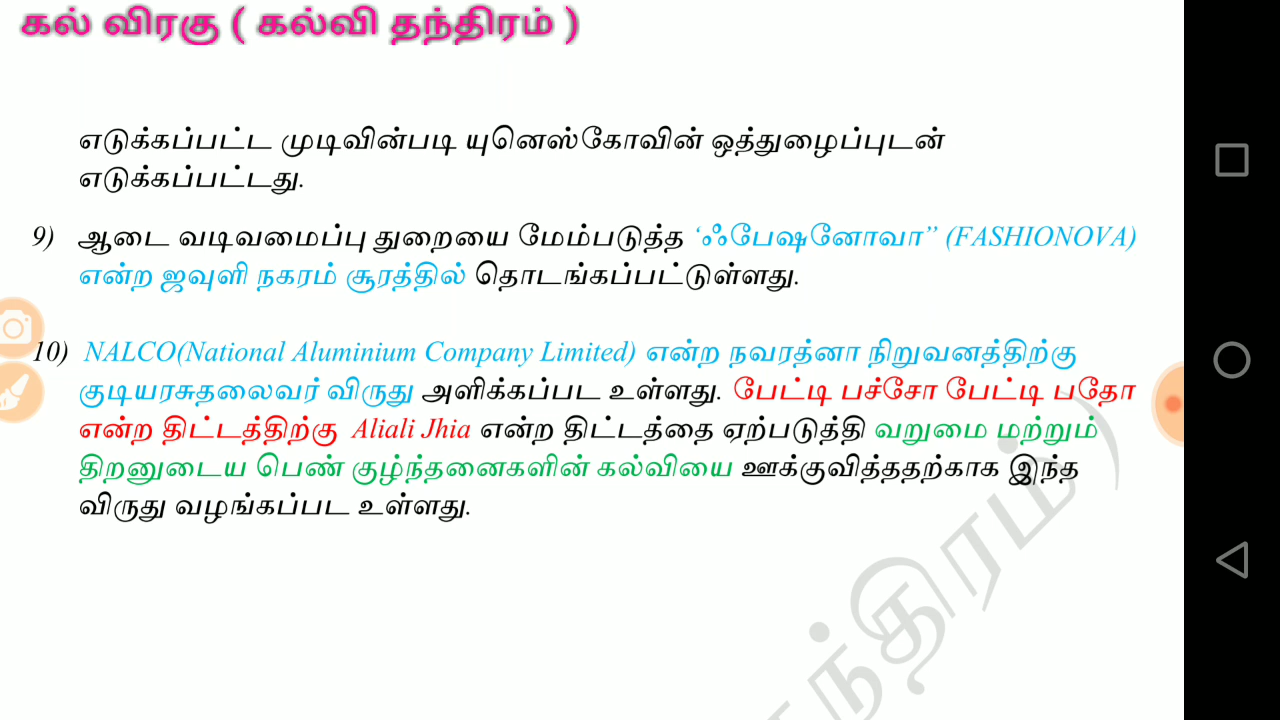 கல் விரகு ( கல்வி தந்திரம் )
எடுக்கப்பட்ட முடிவின்படி யுனெஸ்கோவின் ஒத்துழைப்புடன்
எடுக்கப்பட்டது.
9) ஆடை வடிவமைப்பு துறையை மேம்படுத்த ‘ஃபேஷனோவா” (FASHIONOVA)
என்ற ஜவுளி நகரம் சூரத்தில் தொடங்கப்பட்டுள்ளது.
10) NALCO(National Aluminium Company Limited) என்ற நவரத்னா நிறுவனத்திற்கு
குடியரசுதலைவர் விருது அளிக்கப்பட உள்ளது. பேட்டி பச்சோ பேட்டி பதோ
என்ற திட்டத்திற்கு Aliali Jhia என்ற திட்டத்தை ஏற்படுத்தி வறுமை மற்றும்
திறனுடைய பெண் குழ்ந்தனைகளின் கல்வியை ஊக்குவித்ததற்காக இந்த
விருது வழங்கப்பட உள்ளது.
ந்திரம் )